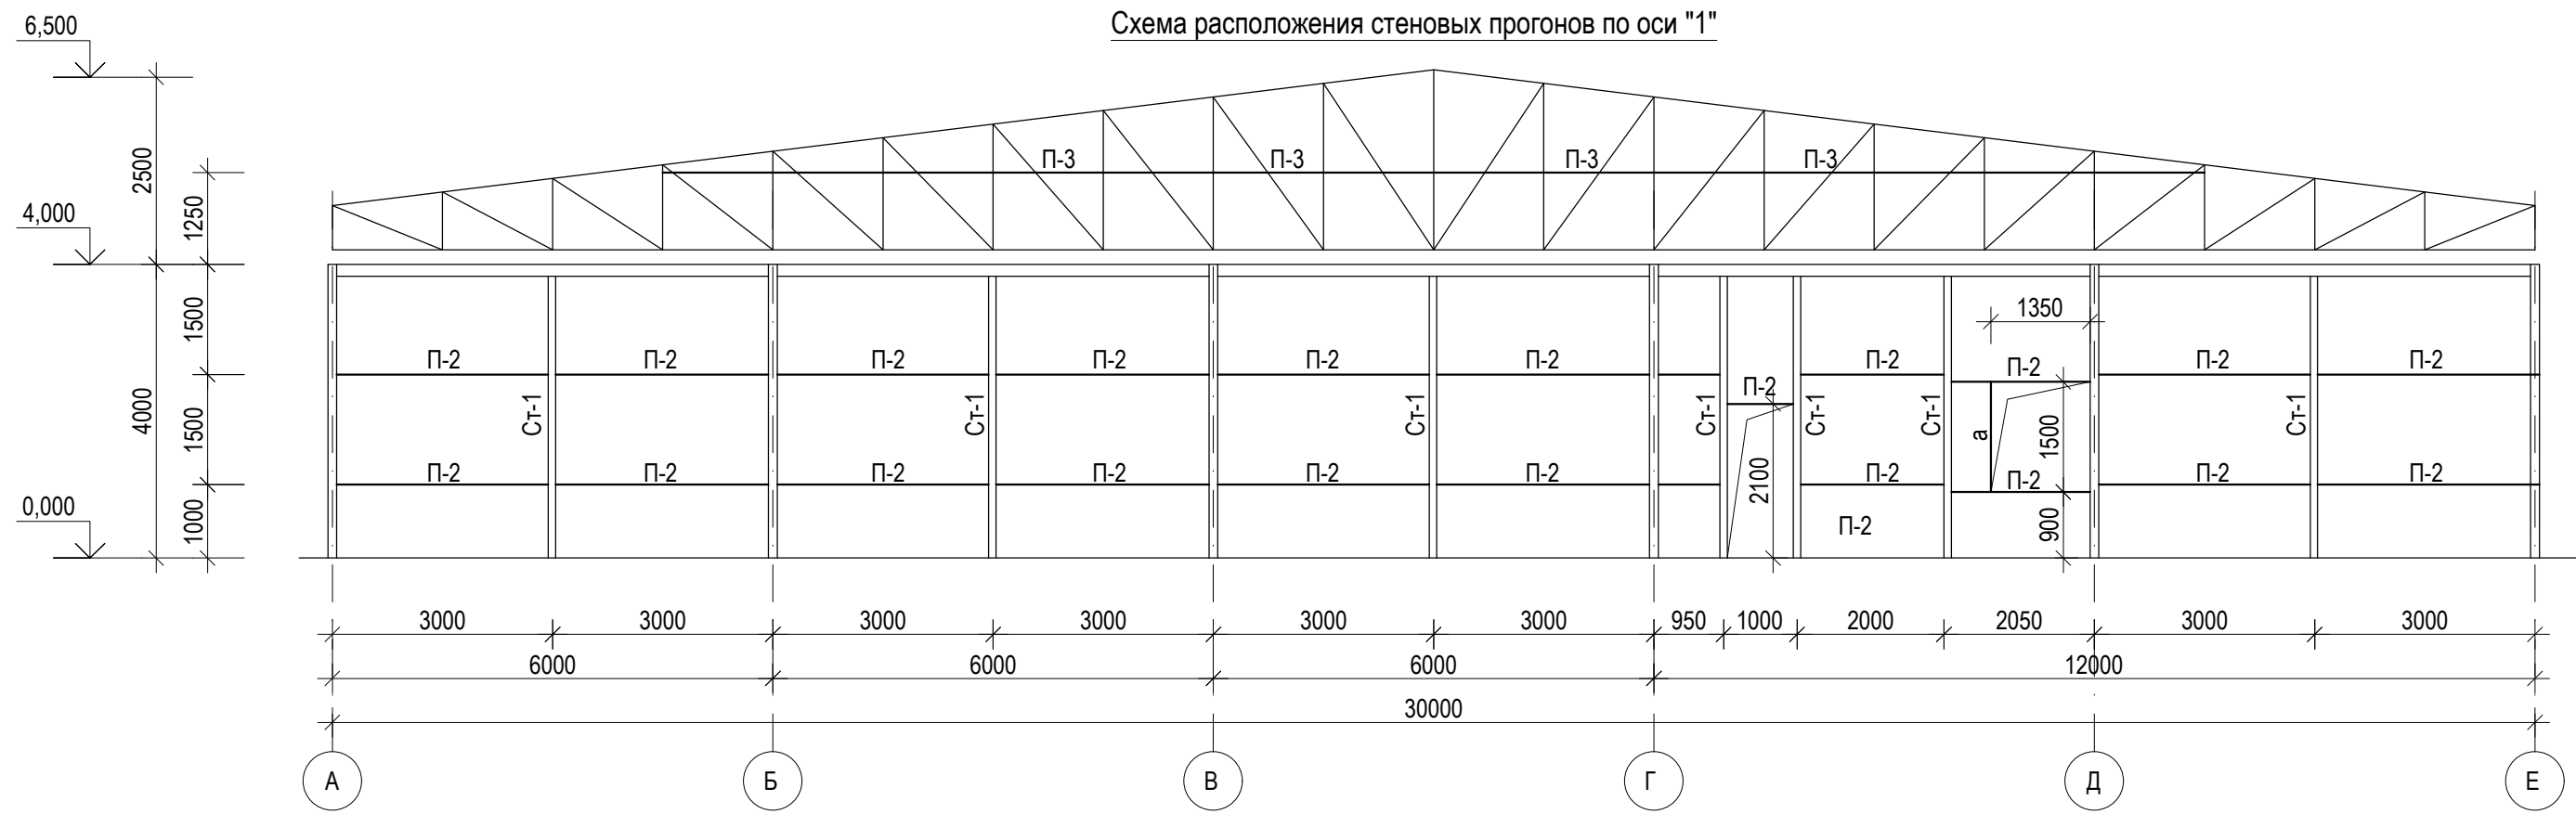 Схема расположения стеновых прогонов по оси "1"
6,500
2500
1250
4,000
П-3 П-3 П-3 П-3
1500
1350
П-2 П-2 П-2 П-2 П-2 П-2 П-2 П-2 П-2 П-2
П-2
4000
1500
Ст-1 Ст-1 Ст-1 Ст-1 Ст-1 Ст-1 Ст-1
а
1500
2100
П-2 П-2 П-2 П-2 П-2 П-2 П-2 П-2 П-2 П-2
0,000
1000
П-2
900
3000 3000 3000 3000 3000 3000 950 1000 2000 2050 3000 3000
6000 6000 6000 12000
30000
А Б В Г Д Е